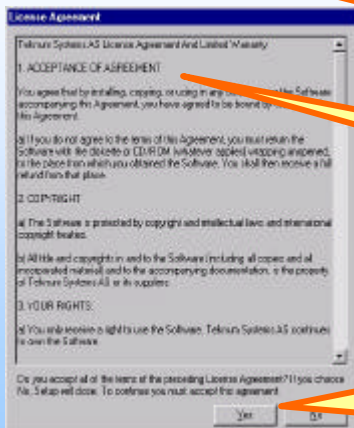 License Agreement
Teknum Systems AS License Agreement And Limited Warranty
1. ACCEPTANCE OF AGREEMENT
You agree that by installing, copying, or using in any the Software
accompanying this Agreement, you have agreed to be bound by
this Agreement.
a) If you do not agree to the terms of this Agreement, you must return the
Software with the diskette or CD-ROM (whatever applies) wrapping unopened,
to the place from which you obtained the Software. You shall then receive a full
refund from that place.
2. COPYRIGHT
a) The Software is protected by copyright and intellectual laws and international
copyright treaties.
b) All title and copyrights in and to the Software (including all copies and all
incorporated material) and to the accompanying documentation, is the property
of Teknum Systems AS or its suppliers.
3. YOUR RIGHTS:
a) You only receive a right to use the Software. Teknum Systems AS continues
to own the Software.
Do you accept all of the terms of the preceding License Agreement? If you choose
No, Setup will close. To continue you must accept this agreement.
Yes No